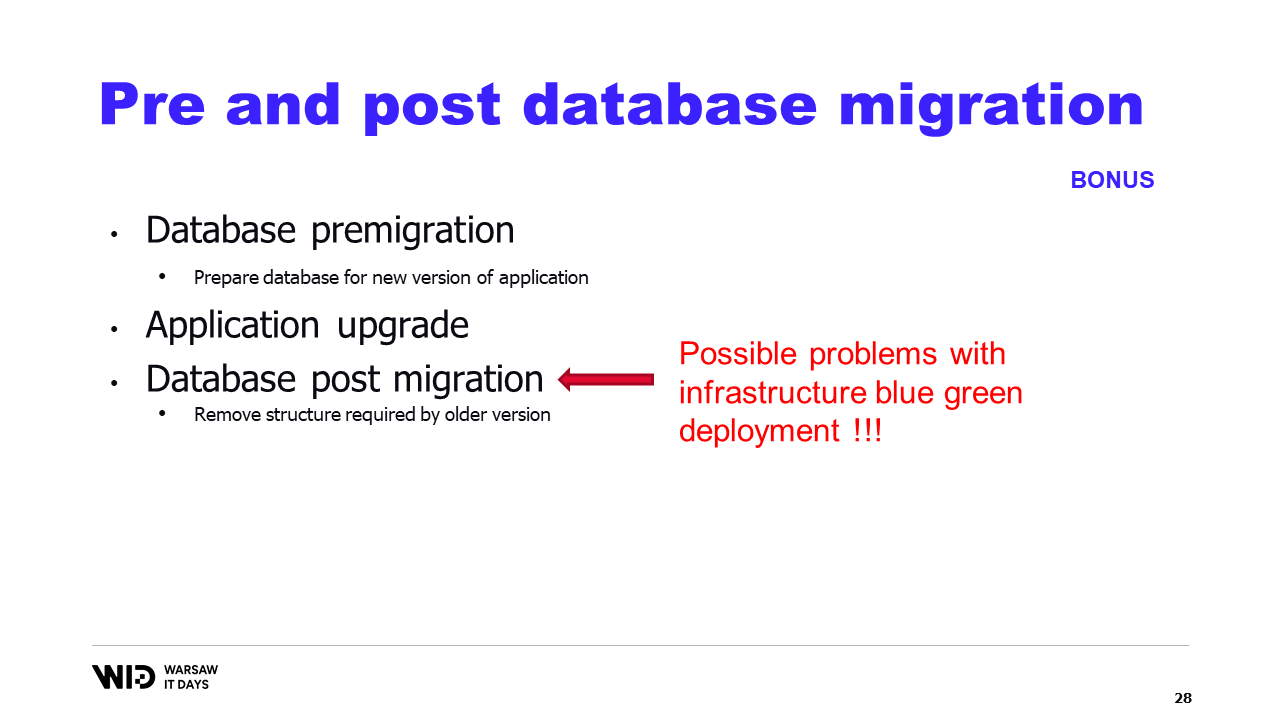 Pre and post database migration
BONUS
• Database premigration
• Prepare database for new version of application
• Application upgrade
• Database post migration
• Remove structure required by older version
Possible problems with
infrastructure blue green
deployment !!!
WID
WARSAW
IT DAYS
28